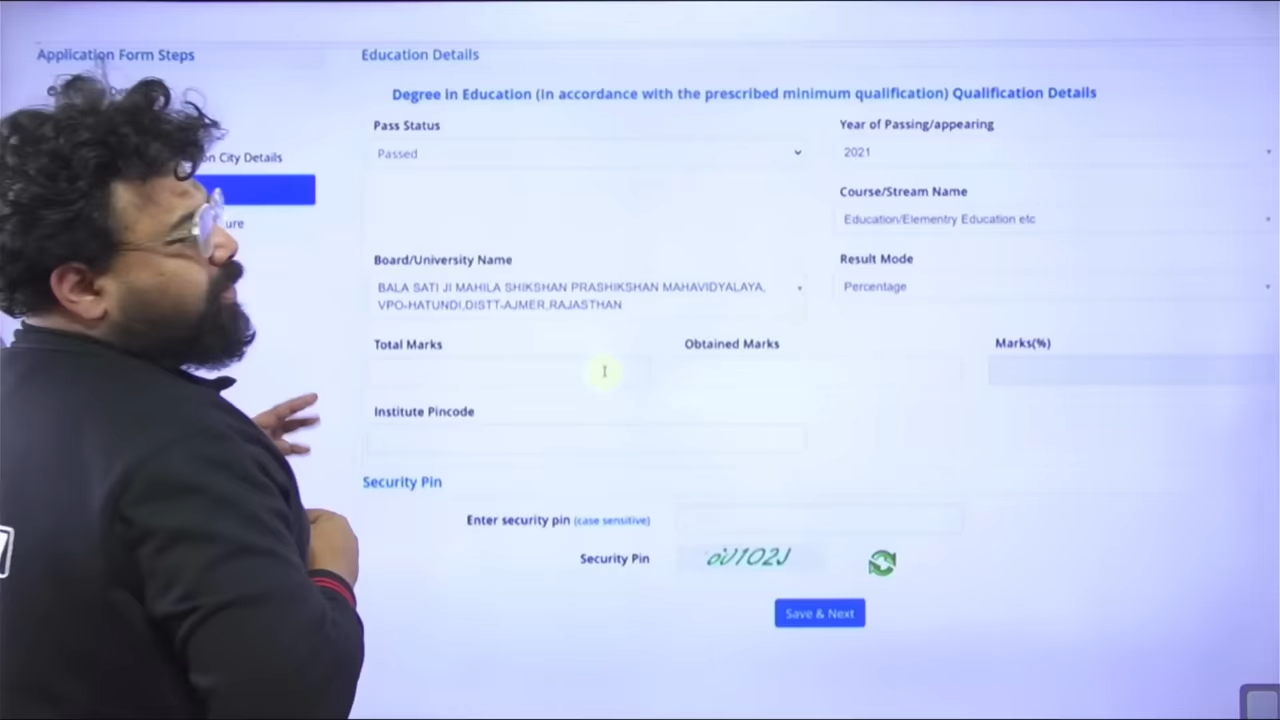 Application Form Steps
Education Details
Degree in Education (In accordance with the prescribed minimum qualification) Qualification Details
Pass Status
Year of Passing/appearing
Passed
2021
on City Details
Course/Stream Name
ure
Education/Elementry Education etc
Board/University Name
Result Mode
BALA SATI JI MAHILA SHIKSHAN PRASHIKSHAN MAHAVIDYALAYA,
VPO-HATUNDI,DISTT-AJMER,RAJASTHAN
Percentage
Total Marks
Obtained Marks
Marks(%)
Institute Pincode
Security Pin
Enter security pin (case sensitive)
Security Pin
Save & Next